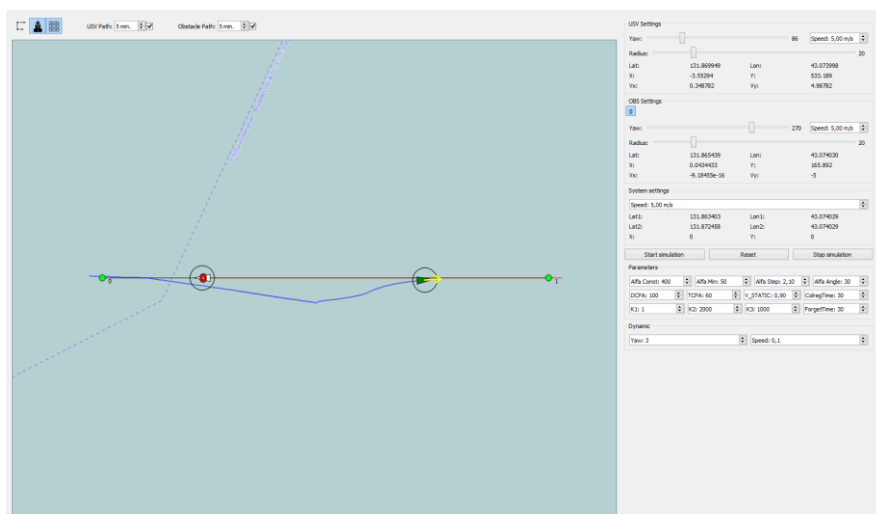 USV Path: 5 min. Obstacle Path: 5 min.
0
1
USV Settings
Yaw: 86 Speed: 5,00 m/s
Radius: 20
Lat: 131.869949 Lon: 43.073998
X: -3.55294 Y: 533.189
Vx: 0.348782 Vy: 4.98782
OBS Settings
0
Yaw: 270 Speed: 5,00 m/s
Radius: 20
Lat: 131.865439 Lon: 43.074030
X: 0.0434433 Y: 165.892
Vx: -9.18455e-16 Vy: -5
System settings
Speed: 5,00 m/s
Lat1: 131.863403 Lon1: 43.074029
Lat2: 131.872458 Lon2: 43.074029
X: 0 Y: 0
Start simulation Reset Stop simulation
Parameters
Alfa Const: 400 Alfa Min: 50 Alfa Step: 2,10 Alfa Angle: 30
DCPA: 100 TCPA: 60 V_STATIC: 0,90 ColregTime: 30
K1: 1 K2: 2000 K3: 1000 ForgetTime: 30
Dynamic
Yaw: 3 Speed: 0,1